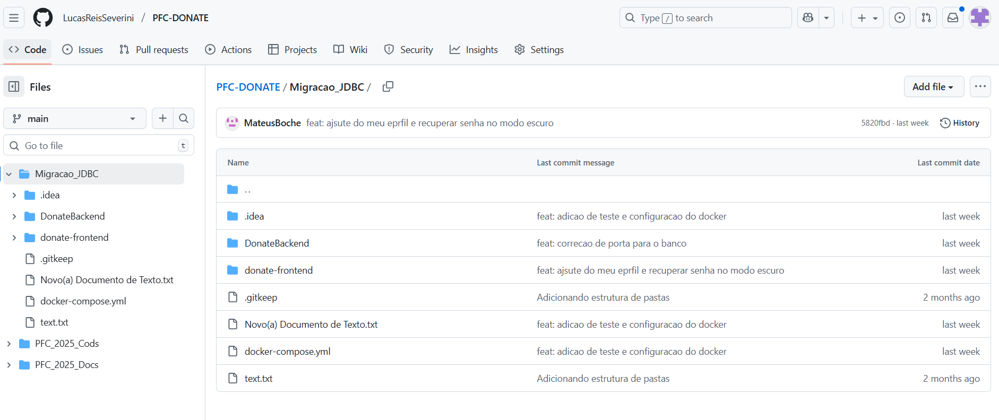 LucasReisSeverini / PFC-DONATE
Type / to search
Code
Issues
Pull requests
Actions
Projects
Wiki
Security
Insights
Settings
Files
main
Go to file
t
Migracao_JDBC
.idea
DonateBackend
donate-frontend
.gitkeep
Novo(a) Documento de Texto.txt
docker-compose.yml
text.txt
PFC_2025_Cods
PFC_2025_Docs
PFC-DONATE / Migracao_JDBC /
Add file
MateusBoche feat: ajsute do meu eprfil e recuperar senha no modo escuro
5820fbd · last week
History
Name Last commit message Last commit date
..
.idea feat: adicao de teste e configuracao do docker last week
DonateBackend feat: correcao de porta para o banco last week
donate-frontend feat: ajsute do meu eprfil e recuperar senha no modo escuro last week
.gitkeep Adicionando estrutura de pastas 2 months ago
Novo(a) Documento de Texto.txt feat: adicao de teste e configuracao do docker last week
docker-compose.yml feat: adicao de teste e configuracao do docker last week
text.txt Adicionando estrutura de pastas 2 months ago